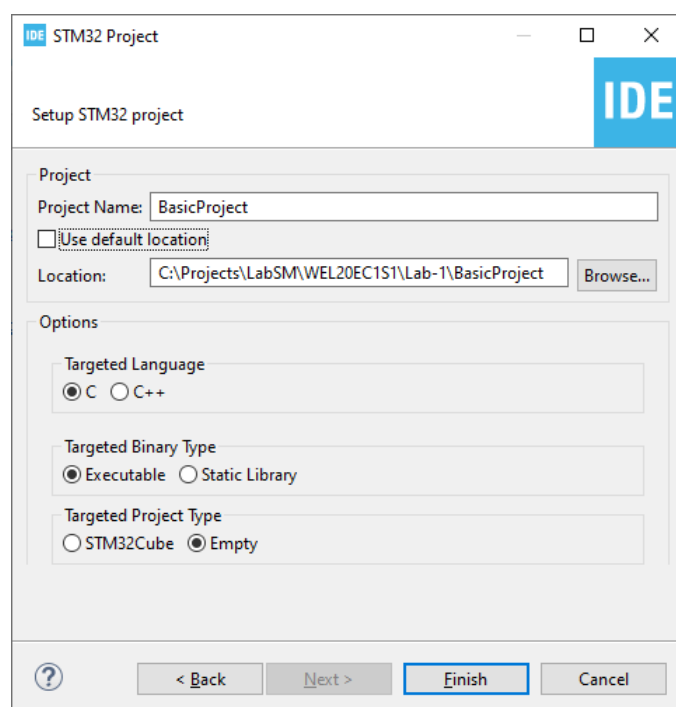 IDE STM32 Project
IDE
Setup STM32 project
Project
Project Name: BasicProject
Use default location
Location: C:\Projects\LabSM\WEL20EC1S1\Lab-1\BasicProject Browse...
Options
Targeted Language
C C++
Targeted Binary Type
Executable Static Library
Targeted Project Type
STM32Cube Empty
? < Back Next > Finish Cancel